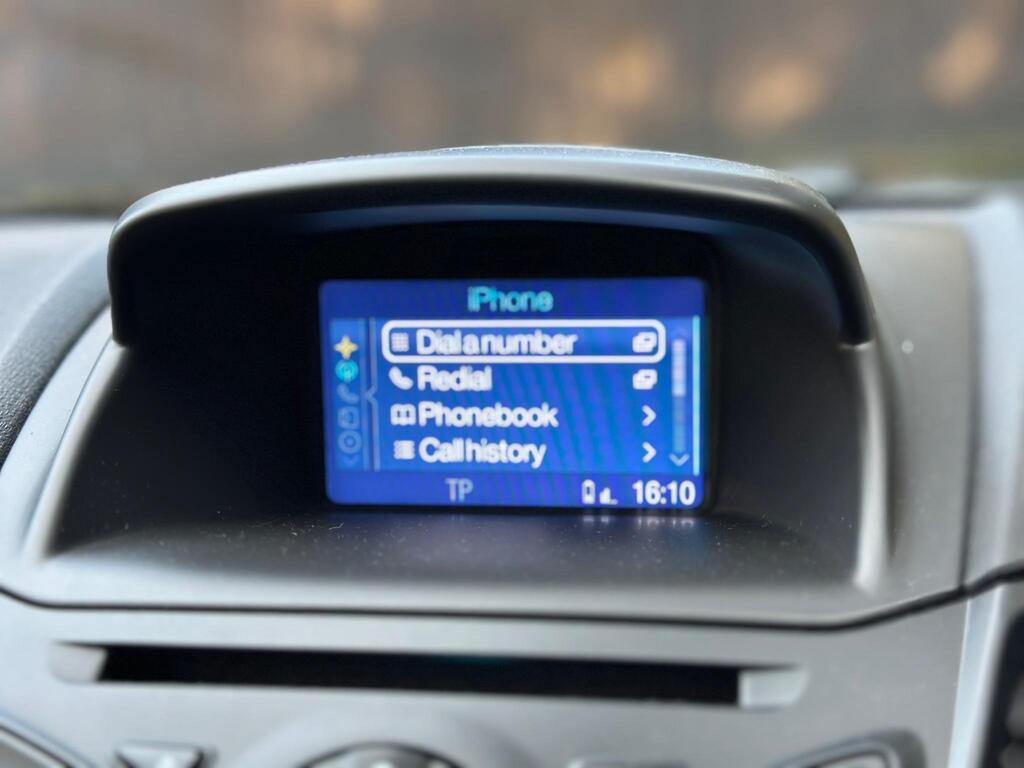 iPhone
Dial a number
Redial
Phonebook
Call history
TP 16:10